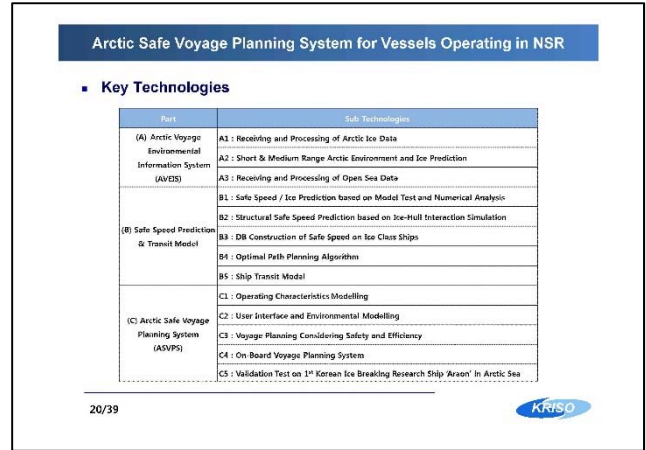 Arctic Safe Voyage Planning System for Vessels Operating in NSR
Key Technologies
Part
Sub Technologies
(A) Arctic Voyage
Environmental
Information System
(AVEIS)
A1 : Receiving and Processing of Arctic Ice Data
A2 : Short & Medium Range Arctic Environment and Ice Prediction
A3 : Receiving and Processing of Open Sea Data
(B) Safe Speed Prediction
& Transit Model
B1 : Safe Speed / Ice Prediction based on Model Test and Numerical Analysis
B2 : Structural Safe Speed Prediction based on Ice-Hull Interaction Simulation
B3 : DB Construction of Safe Speed on Ice Class Ships
B4 : Optimal Path Planning Algorithm
B5 : Ship Transit Model
(C) Arctic Safe Voyage
Planning System
(ASVPS)
C1 : Operating Characteristics Modelling
C2 : User Interface and Environmental Modelling
C3 : Voyage Planning Considering Safety and Efficiency
C4 : On-Board Voyage Planning System
C5 : Validation Test on 1st Korean Ice Breaking Research Ship 'Araon' in Arctic Sea
20/39
KRISO